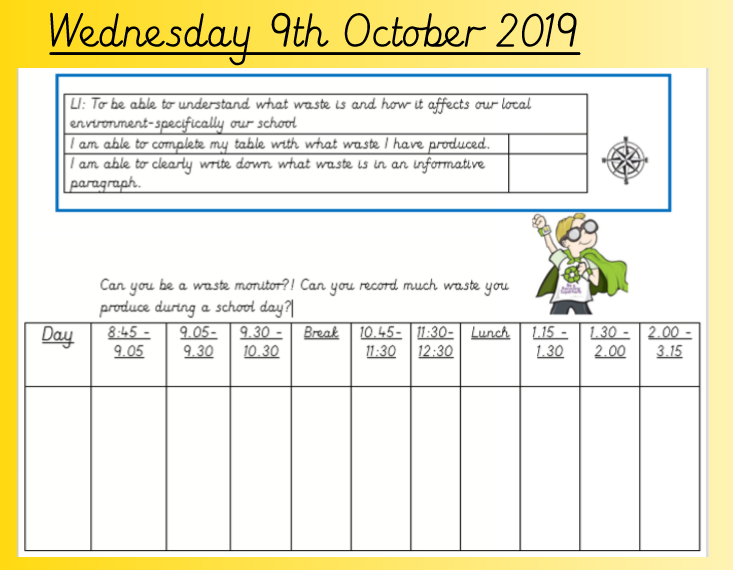 Wednesday 9th October 2019
LI: To be able to understand what waste is and how it affects our local
environment-specifically our school
I am able to complete my table with what waste I have produced.
I am able to clearly write down what waste is in an informative
paragraph.
Can you be a waste monitor?! Can you record much waste you
produce during a school day?
Day 8:45 - 9.05- 9.30 - Break 10.45- 11:30- Lunch 1.15 - 1.30 - 2.00 -
9.05 9.30 10.30 11:30 12:30 1.30 2.00 3.15